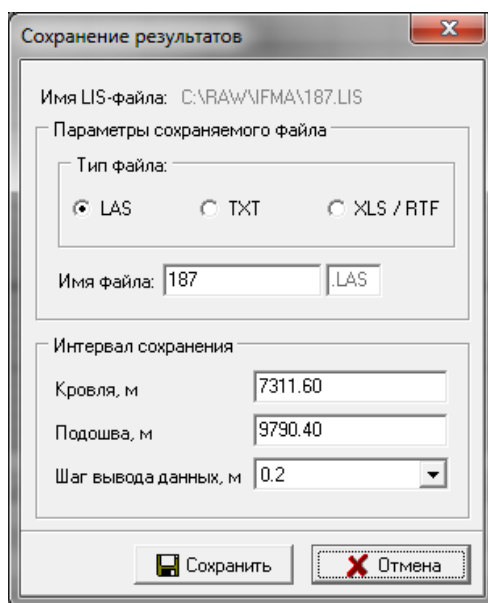 Сохранение результатов
Имя LIS-файла: C:\RAW\IFMA\187.LIS
Параметры сохраняемого файла
Тип файла:
LAS TXT XLS / RTF
Имя файла: 187 .LAS
Интервал сохранения
Кровля, м 7311.60
Подошва, м 9790.40
Шаг вывода данных, м 0.2
Сохранить Отмена